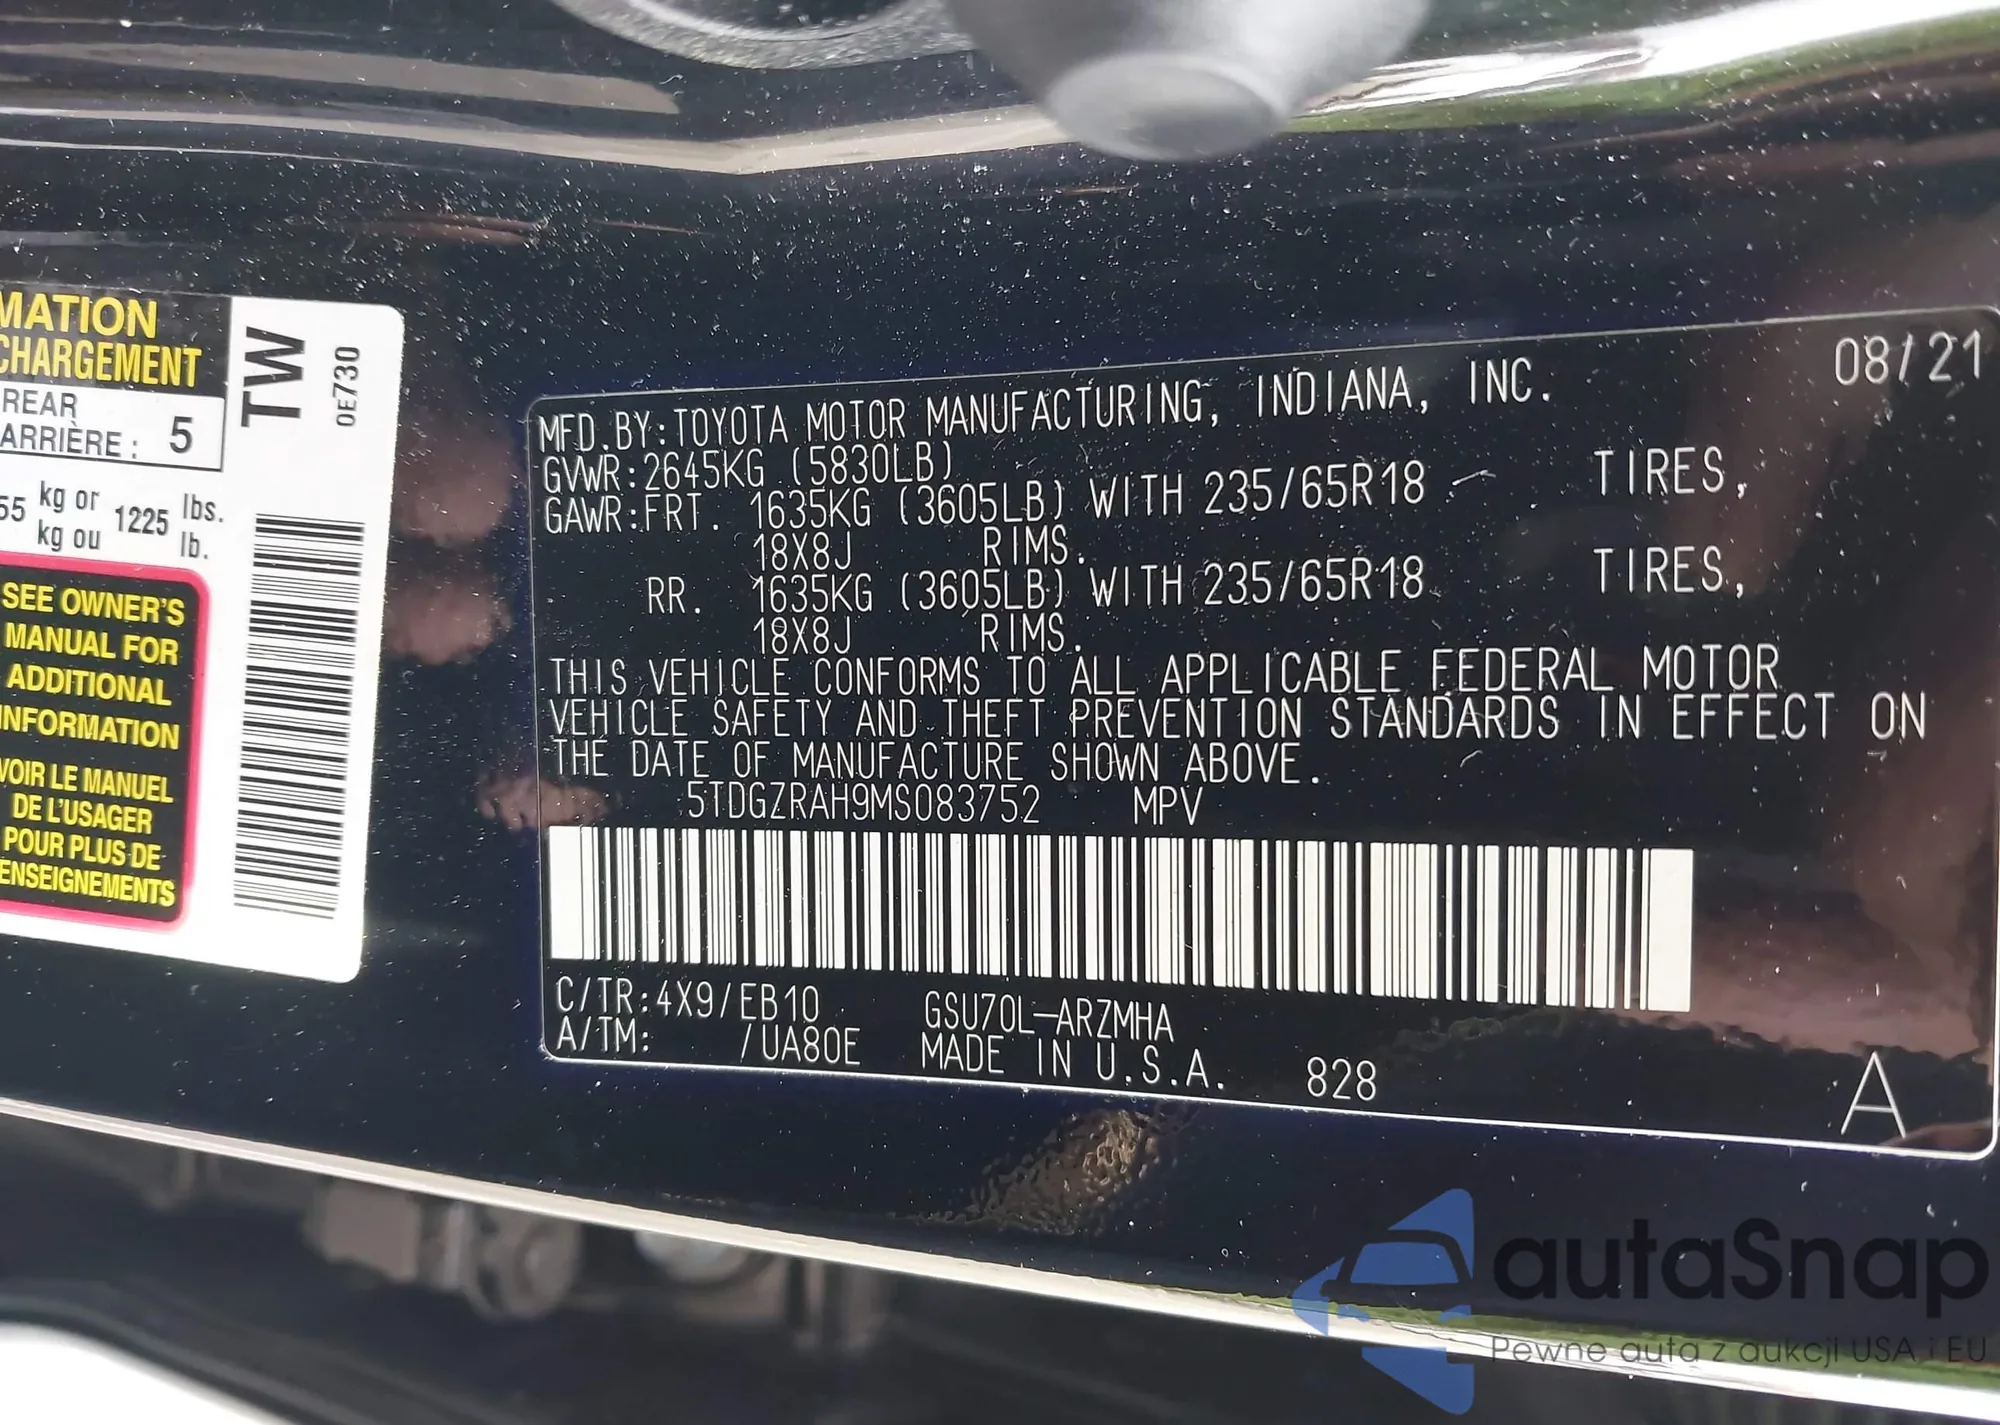 MATION
CHARGEMENT
REAR
ARRIÈRE : 5
55 kg or 1225 lbs.
kg ou lb.
SEE OWNER'S
MANUAL FOR
ADDITIONAL
INFORMATION
VOIR LE MANUEL
DE L'USAGER
POUR PLUS DE
ENSEIGNEMENTS
TW
0E730
08/21
MFD.BY:TOYOTA MOTOR MANUFACTURING, INDIANA, INC.
GVWR:2645KG (5830LB)
GAWR:FRT. 1635KG (3605LB) WITH 235/65R18 TIRES,
18X8J RIMS.
RR. 1635KG (3605LB) WITH 235/65R18 TIRES,
18X8J RIMS.
THIS VEHICLE CONFORMS TO ALL APPLICABLE FEDERAL MOTOR
VEHICLE SAFETY AND THEFT PREVENTION STANDARDS IN EFFECT ON
THE DATE OF MANUFACTURE SHOWN ABOVE.
5TDGZRAH9MS083752 MPV
C/TR:4X9/EB10 GSU70L-ARZMHA
A/TM: /UA80E MADE IN U.S.A. 828
A
autaSnap
Pewne auta z aukcji USA i EU